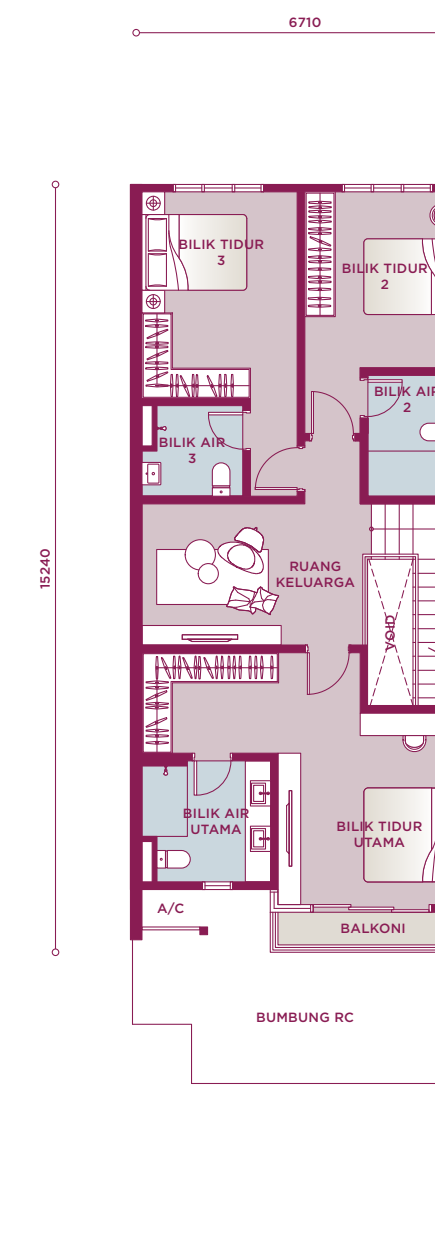 6710
BILIK TIDUR
3
BILIK TIDUR
2
BILIK AIR
2
BILIK AIR
3
15240
RUANG
KELUARGA
VOID
BILIK AIR
UTAMA
BILIK TIDUR
UTAMA
A/C
BALKONI
BUMBUNG RC